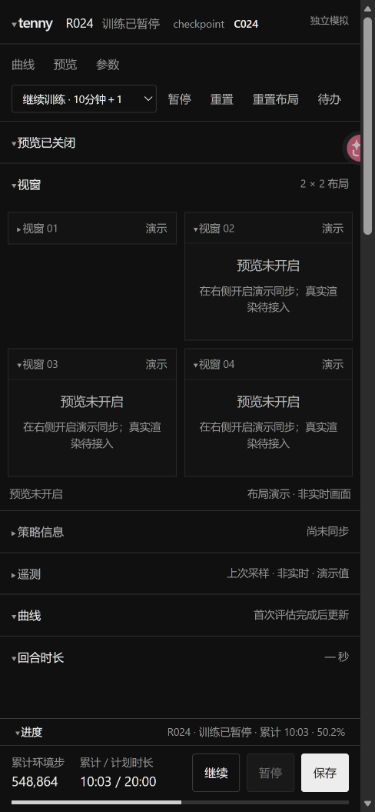 ▾tenny R024 训练已暂停 checkpoint C024 独立模拟
曲线 预览 参数
继续训练 · 10分钟 + 1 暂停 重置 重置布局 待办
▾预览已关闭
▾视窗 2 × 2 布局
▸视窗 01 演示
▾视窗 02 演示
预览未开启
在右侧开启演示同步；真实渲
染待接入
▾视窗 03 演示
预览未开启
在右侧开启演示同步；真实渲
染待接入
▾视窗 04 演示
预览未开启
在右侧开启演示同步；真实渲
染待接入
预览未开启 布局演示 · 非实时画面
▸策略信息 尚未同步
▸遥测 上次采样 · 非实时 · 演示值
▾曲线 首次评估完成后更新
▾回合时长 — 秒
▾进度 R024 · 训练已暂停 · 累计 10:03 · 50.2%
累计环境步 累计 / 计划时长
548,864 10:03 / 20:00
继续 暂停 保存